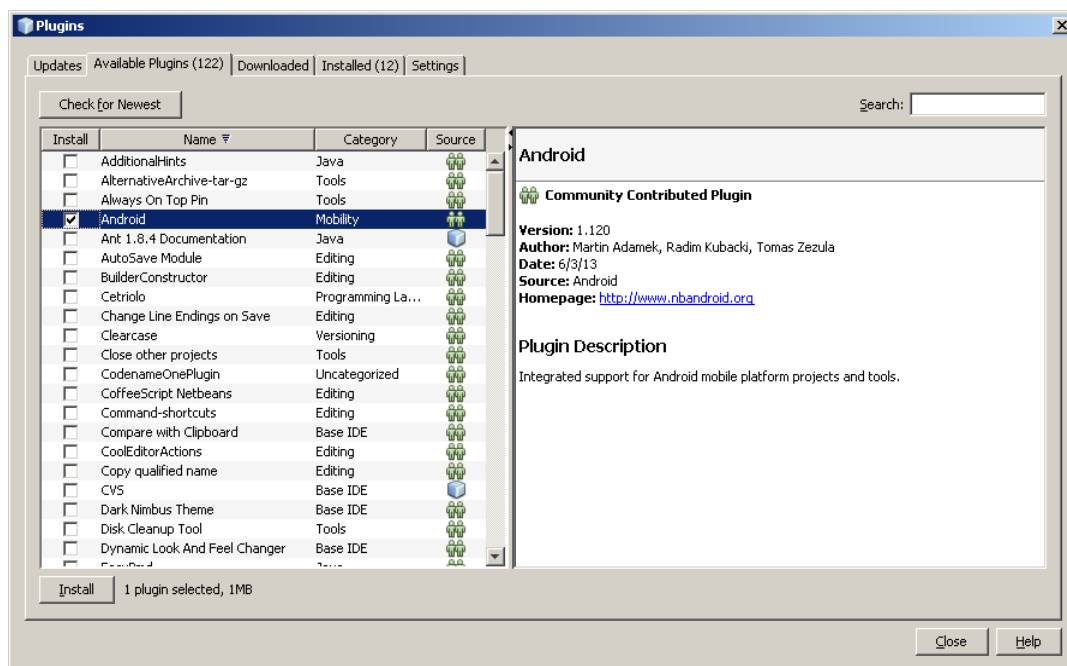 Plugins
Updates Available Plugins (122) Downloaded Installed (12) Settings
Check for Newest Search:
Install Name Category Source
AdditionalHints Java
AlternativeArchive-tar-gz Tools
Always On Top Pin Tools
Android Mobility
Ant 1.8.4 Documentation Java
AutoSave Module Editing
BuilderConstructor Editing
Cetriolo Programming La...
Change Line Endings on Save Editing
Clearcase Versioning
Close other projects Tools
CodenameOnePlugin Uncategorized
CoffeeScript Netbeans Editing
Command-shortcuts Editing
Compare with Clipboard Base IDE
CoolEditorActions Editing
Copy qualified name Editing
CVS Base IDE
Dark Nimbus Theme Base IDE
Disk Cleanup Tool Tools
Dynamic Look And Feel Changer Base IDE
Android
Community Contributed Plugin
Version: 1.120
Author: Martin Adamek, Radim Kubacki, Tomas Zezula
Date: 6/3/13
Source: Android
Homepage: http://www.nbandroid.org
Plugin Description
Integrated support for Android mobile platform projects and tools.
Install 1 plugin selected, 1MB
Close Help